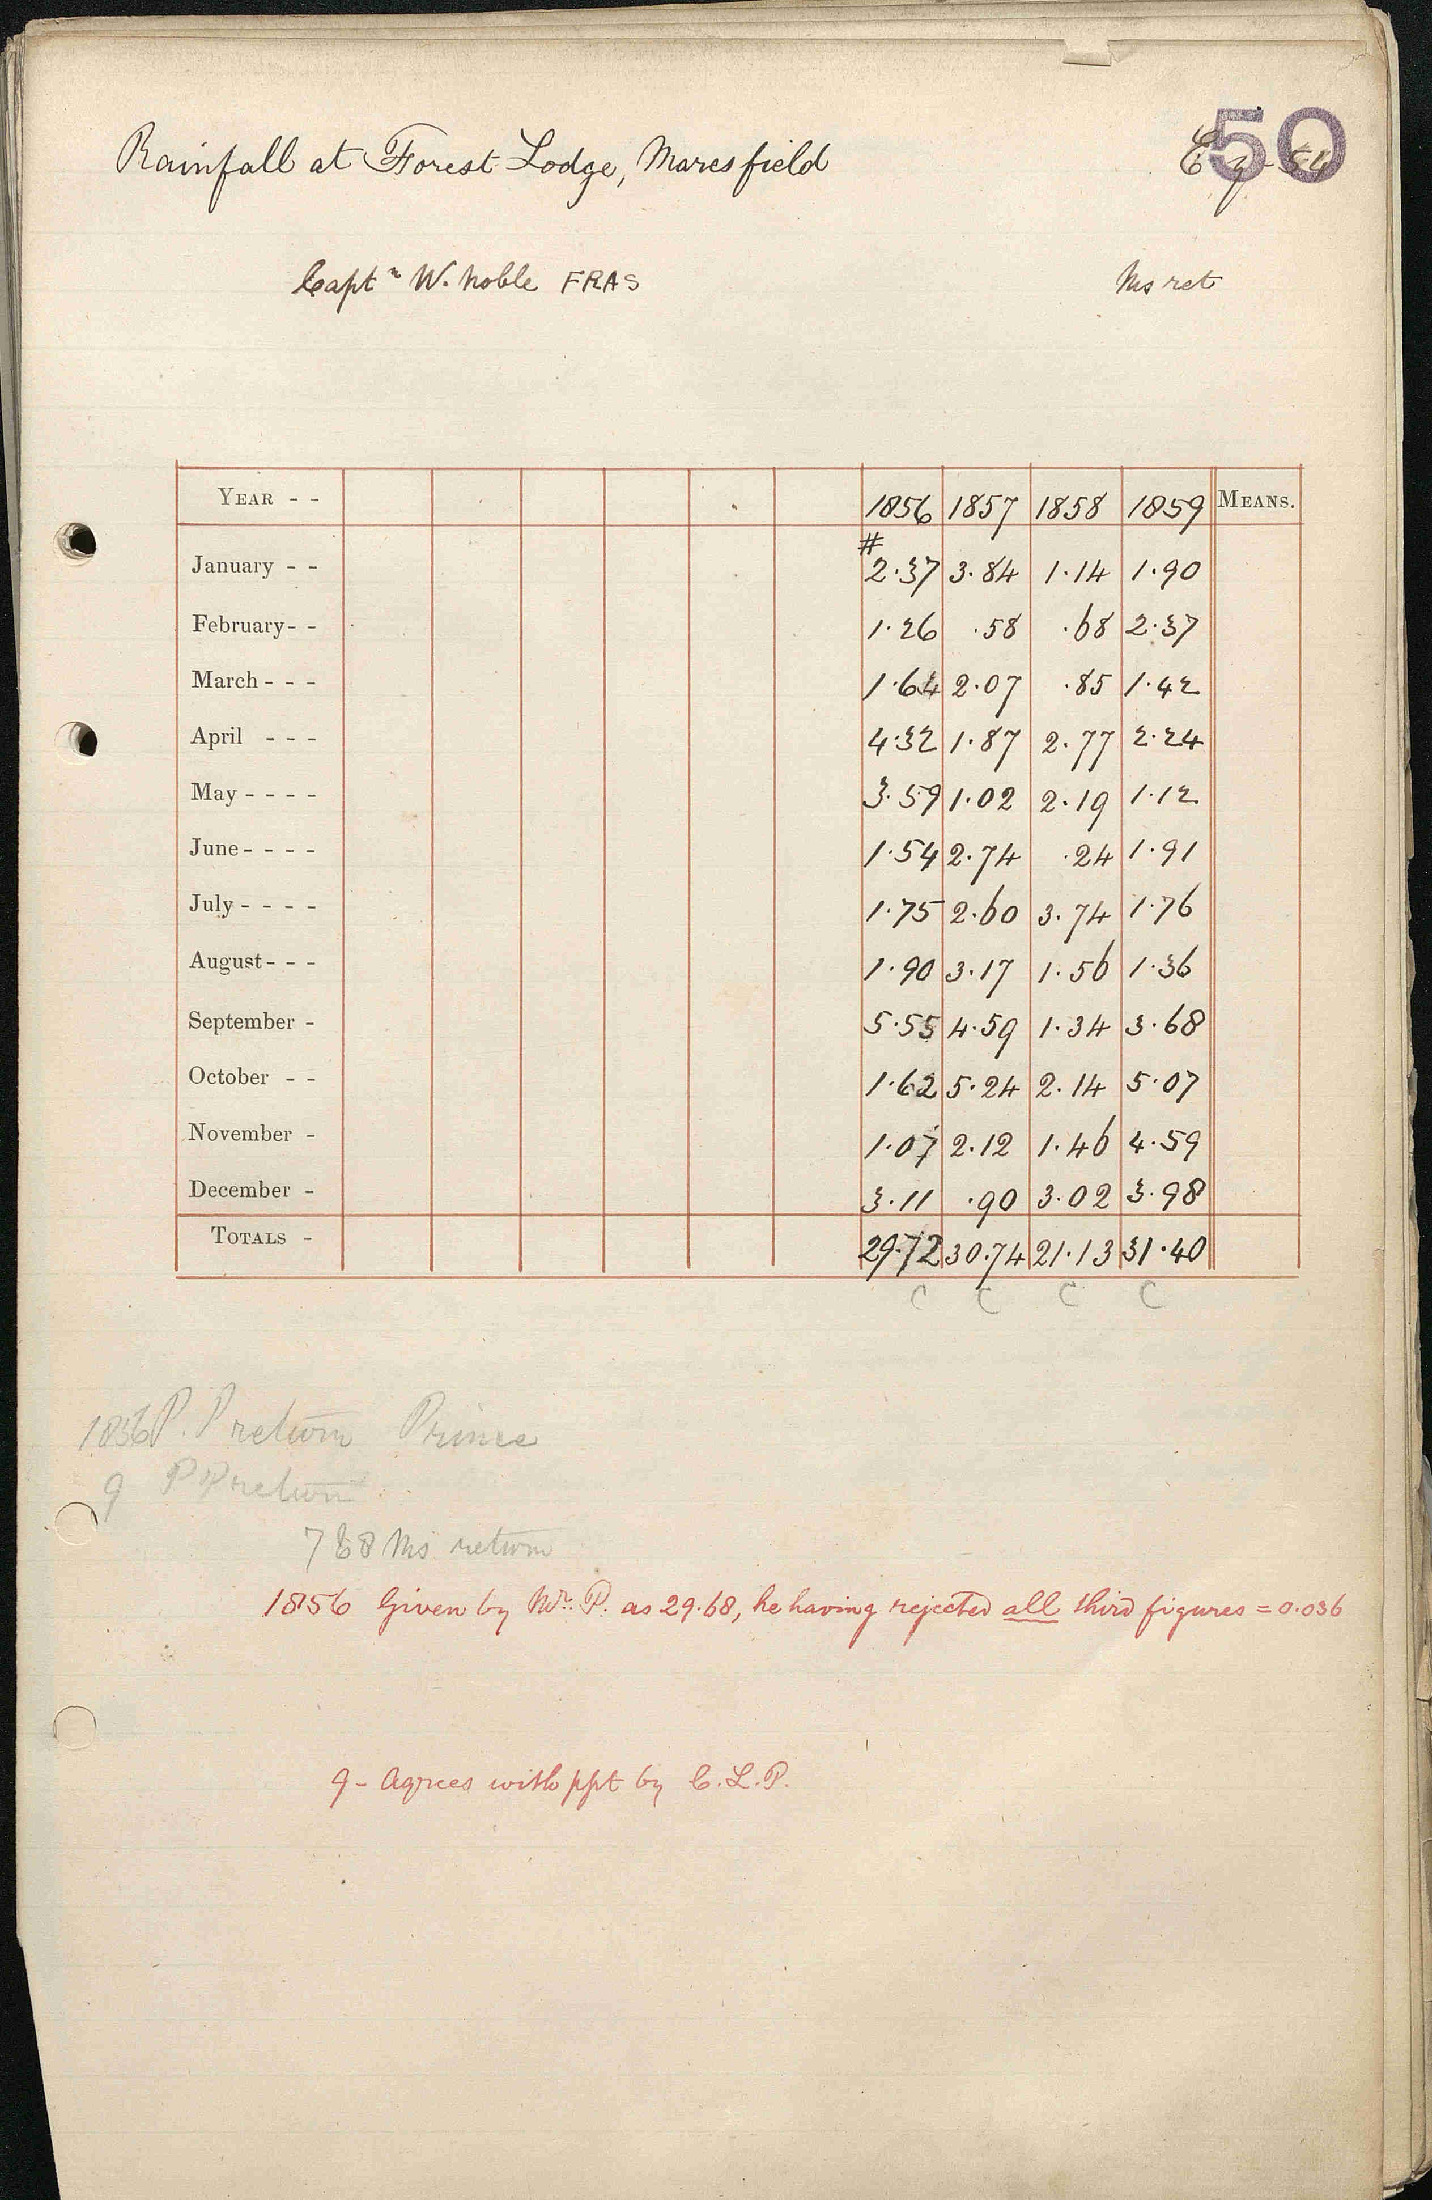 50
Rainfall at Forest Lodge, Maresfield
Captn W. Noble FRAS Ms ret
YEAR - - 1856 1857 1858 1859 MEANS.
#
January - - 2.37 3.84 1.14 1.90
February - - 1.26 .58 .68 2.37
March - - - 1.64 2.07 .85 1.42
April - - - 4.32 1.87 2.77 2.24
May - - - - 3.59 1.02 2.19 1.12
June - - - - 1.54 2.74 .24 1.91
July - - - - 1.75 2.60 3.74 1.76
August - - - 1.90 3.17 1.56 1.36
September - 5.55 4.59 1.34 3.68
October - - 1.62 5.24 2.14 5.07
November - 1.07 2.12 1.46 4.59
December - 3.11 .90 3.02 3.98
TOTALS - 29.72 30.74 21.13 31.40
C C C C
1856 P. P return Prince
9 P P return
7 & 8 Ms return
1856 Given by Mr. P. as 29.68, he having rejected all third figures = 0.036
9 - Agrees with ppt by C. L. P.